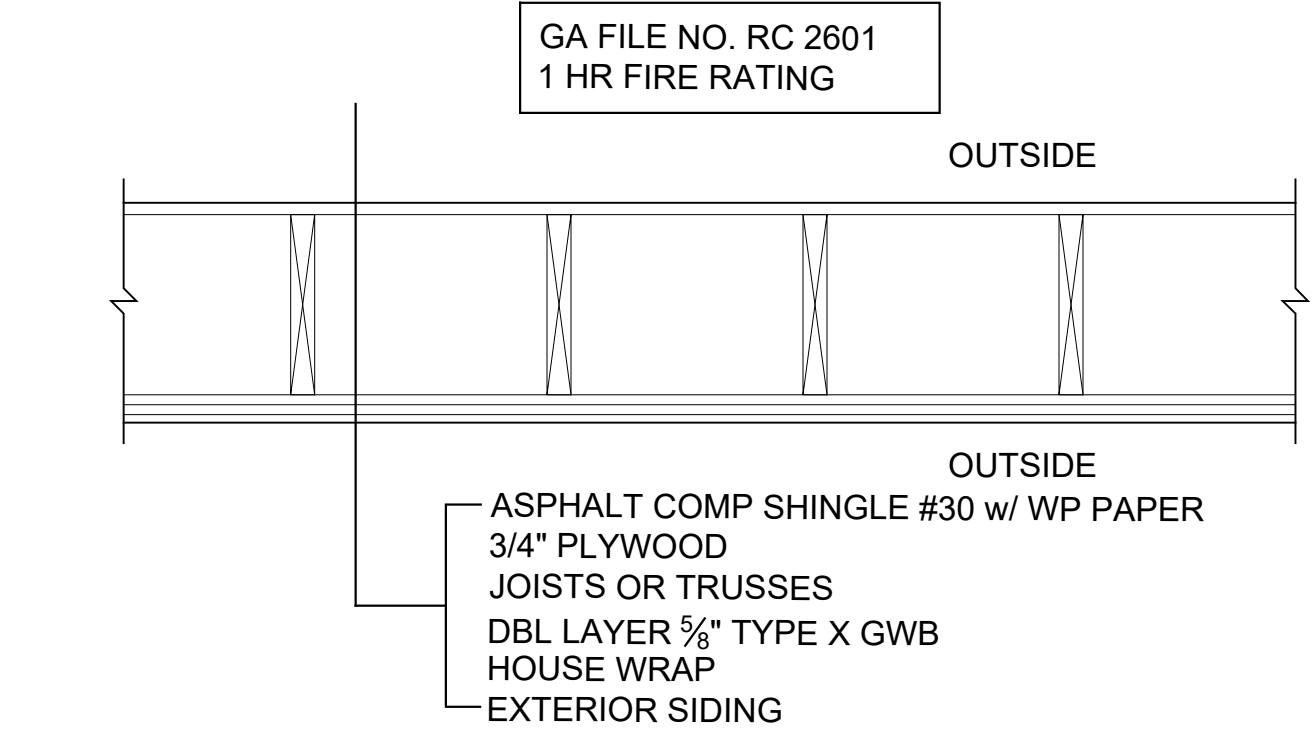 GA FILE NO. RC 2601
1 HR FIRE RATING
OUTSIDE
OUTSIDE
ASPHALT COMP SHINGLE #30 w/ WP PAPER
3/4" PLYWOOD
JOISTS OR TRUSSES
DBL LAYER ⅝" TYPE X GWB
HOUSE WRAP
EXTERIOR SIDING